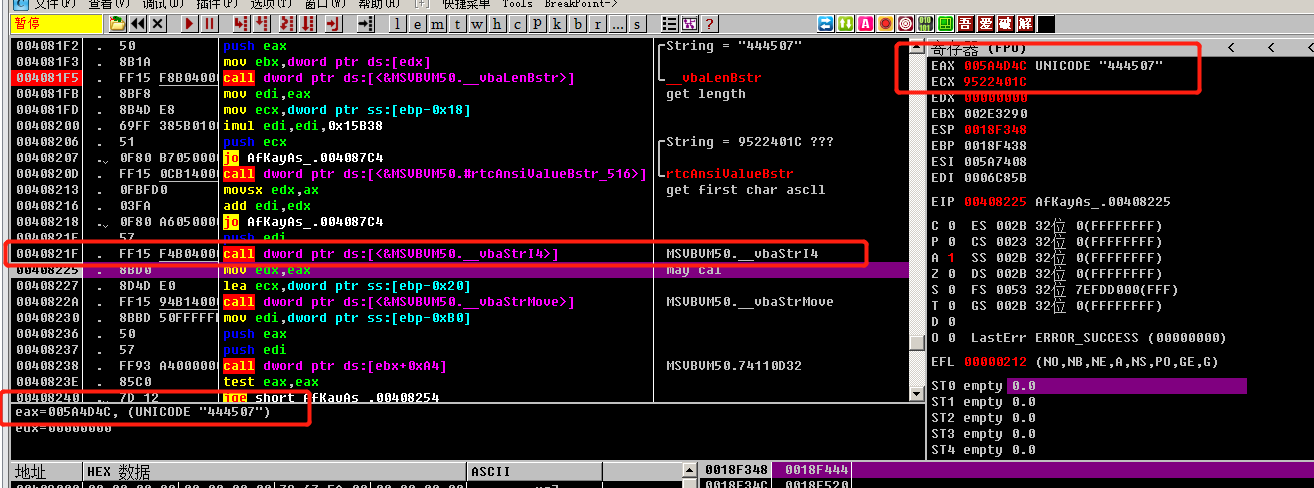 C 文件(F) 查看(V) 调试(D) 插件(P) 选项(T) 窗口(W) 帮助(H) [+] 快捷菜单 Tools BreakPoint->
暂停 l e m t w h c p k b r ... s ? A 吾 爱 破 解
004081F2 . 50 push eax ┌String = "444507"
004081F3 . 8B1A mov ebx,dword ptr ds:[edx]
004081F5 . FF15 F8B04000 call dword ptr ds:[<&MSVBVM50.__vbaLenBstr>] └__vbaLenBstr
004081FB . 8BF8 mov edi,eax get length
004081FD . 8B4D E8 mov ecx,dword ptr ss:[ebp-0x18]
00408200 . 69FF 385B0100 imul edi,edi,0x15B38
00408206 . 51 push ecx ┌String = 9522401C ???
00408207 . 0F80 B7050000 jo AfKayAs_.004087C4
0040820D . FF15 0CB14000 call dword ptr ds:[<&MSVBVM50.#rtcAnsiValueBstr_516>] └rtcAnsiValueBstr
00408213 . 0FBFD0 movsx edx,ax get first char ascll
00408216 . 03FA add edi,edx
00408218 . 0F80 A6050000 jo AfKayAs_.004087C4
0040821E . 57 push edi
0040821F . FF15 F4B04000 call dword ptr ds:[<&MSVBVM50.__vbaStrI4>] MSVBVM50.__vbaStrI4
00408225 . 8BD0 mov edx,eax may cal
00408227 . 8D4D E0 lea ecx,dword ptr ss:[ebp-0x20]
0040822A . FF15 94B14000 call dword ptr ds:[<&MSVBVM50.__vbaStrMove>] MSVBVM50.__vbaStrMove
00408230 . 8BBD 50FFFFFF mov edi,dword ptr ss:[ebp-0xB0]
00408236 . 50 push eax
00408237 . 57 push edi
00408238 . FF93 A4000000 call dword ptr ds:[ebx+0xA4] MSVBVM50.74110D32
0040823E . 85C0 test eax,eax
00408240 . 7D 12 jge short AfKayAs_.00408254
eax=005A4D4C, (UNICODE "444507")
edx=00000000
寄存器 (FPU) < < <
EAX 005A4D4C UNICODE "444507"
ECX 9522401C
EDX 00000000
EBX 002E3290
ESP 0018F348
EBP 0018F438
ESI 005A7408
EDI 0006C85B
EIP 00408225 AfKayAs_.00408225
C 0 ES 002B 32位 0(FFFFFFFF)
P 0 CS 0023 32位 0(FFFFFFFF)
A 1 SS 002B 32位 0(FFFFFFFF)
Z 0 DS 002B 32位 0(FFFFFFFF)
S 0 FS 0053 32位 7EFDD000(FFF)
T 0 GS 002B 32位 0(FFFFFFFF)
D 0
O 0 LastErr ERROR_SUCCESS (00000000)
EFL 00000212 (NO,NB,NE,A,NS,PO,GE,G)
ST0 empty 0.0
ST1 empty 0.0
ST2 empty 0.0
ST3 empty 0.0
ST4 empty 0.0
地址 HEX 数据 ASCII
0018F348 0018F444
0018F34C 0018F520